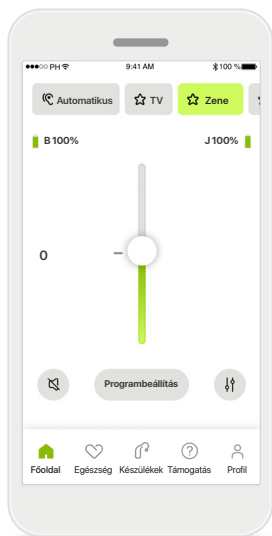 PH 9:41 AM 100 %
Automatikus TV Zene
B 100% J 100%
0
Programbeállítás
Főoldal Egészség Készülékek Támogatás Profil